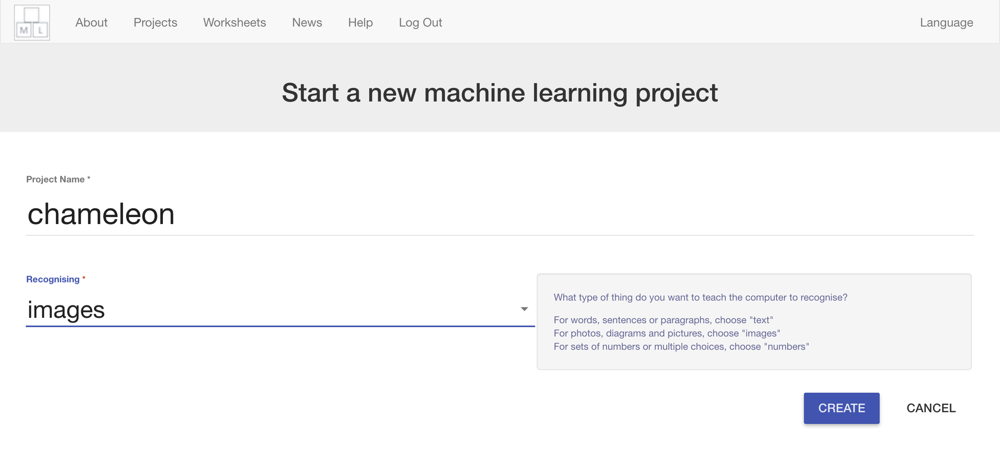 M L
About Projects Worksheets News Help Log Out Language
Start a new machine learning project
Project Name *
chameleon
Recognising *
images
What type of thing do you want to teach the computer to recognise?
For words, sentences or paragraphs, choose "text"
For photos, diagrams and pictures, choose "images"
For sets of numbers or multiple choices, choose "numbers"
CREATE CANCEL